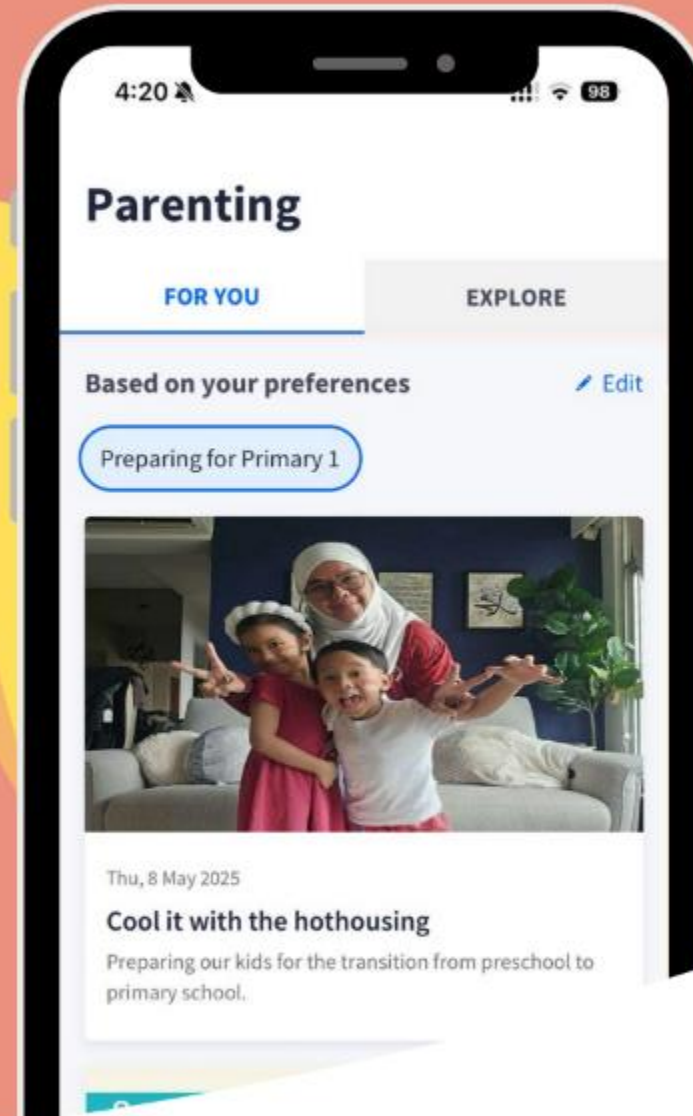 4:20
98
Parenting
FOR YOU
EXPLORE
Based on your preferences
Edit
Preparing for Primary 1
Thu, 8 May 2025
Cool it with the hothousing
Preparing our kids for the transition from preschool to
primary school.